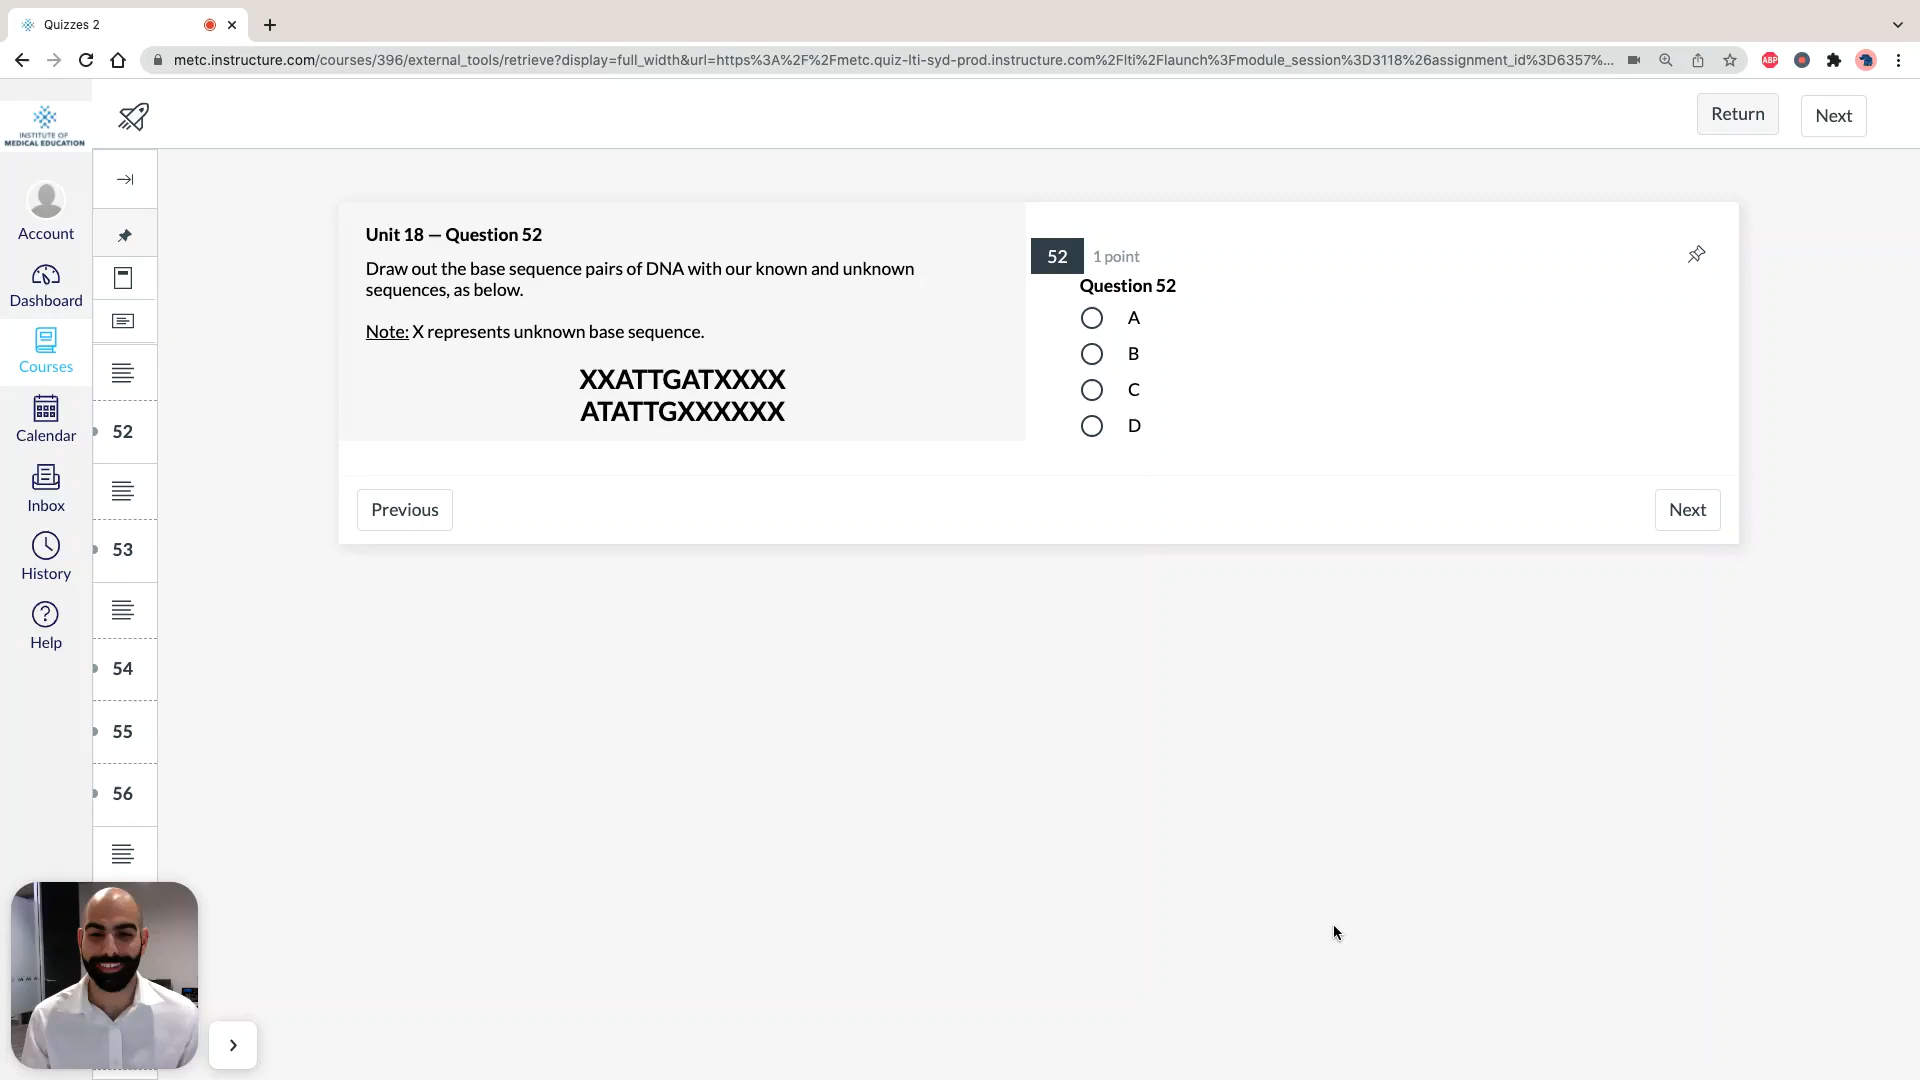 Quizzes 2
metc.instructure.com/courses/396/external_tools/retrieve?display=full_width&url=https%3A%2F%2Fmetc.quiz-lti-syd-prod.instructure.com%2Flti%2Flaunch%3Fmodule_session%3D3118%26assignment_id%3D6357%...
ABP
INSTITUTE OF
MEDICAL EDUCATION
Return
Next
Account
Dashboard
Courses
Calendar
Inbox
History
Help
52
53
54
55
56
Unit 18 — Question 52
Draw out the base sequence pairs of DNA with our known and unknown
sequences, as below.
Note: X represents unknown base sequence.
XXATTGATXXXX
ATATTGXXXXXX
52
1 point
Question 52
A
B
C
D
Previous
Next